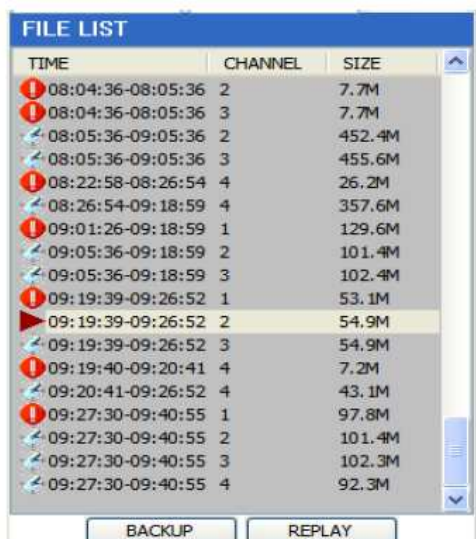 FILE LIST
TIME CHANNEL SIZE
08:04:36-08:05:36 2 7.7M
08:04:36-08:05:36 3 7.7M
08:05:36-09:05:36 2 452.4M
08:05:36-09:05:36 3 455.6M
08:22:58-08:26:54 4 26.2M
08:26:54-09:18:59 4 357.6M
09:01:26-09:18:59 1 129.6M
09:05:36-09:18:59 2 101.4M
09:05:36-09:18:59 3 102.4M
09:19:39-09:26:52 1 53.1M
09:19:39-09:26:52 2 54.9M
09:19:39-09:26:52 3 54.9M
09:19:40-09:20:41 4 7.2M
09:20:41-09:26:52 4 43.1M
09:27:30-09:40:55 1 97.8M
09:27:30-09:40:55 2 101.4M
09:27:30-09:40:55 3 102.3M
09:27:30-09:40:55 4 92.3M
BACKUP REPLAY